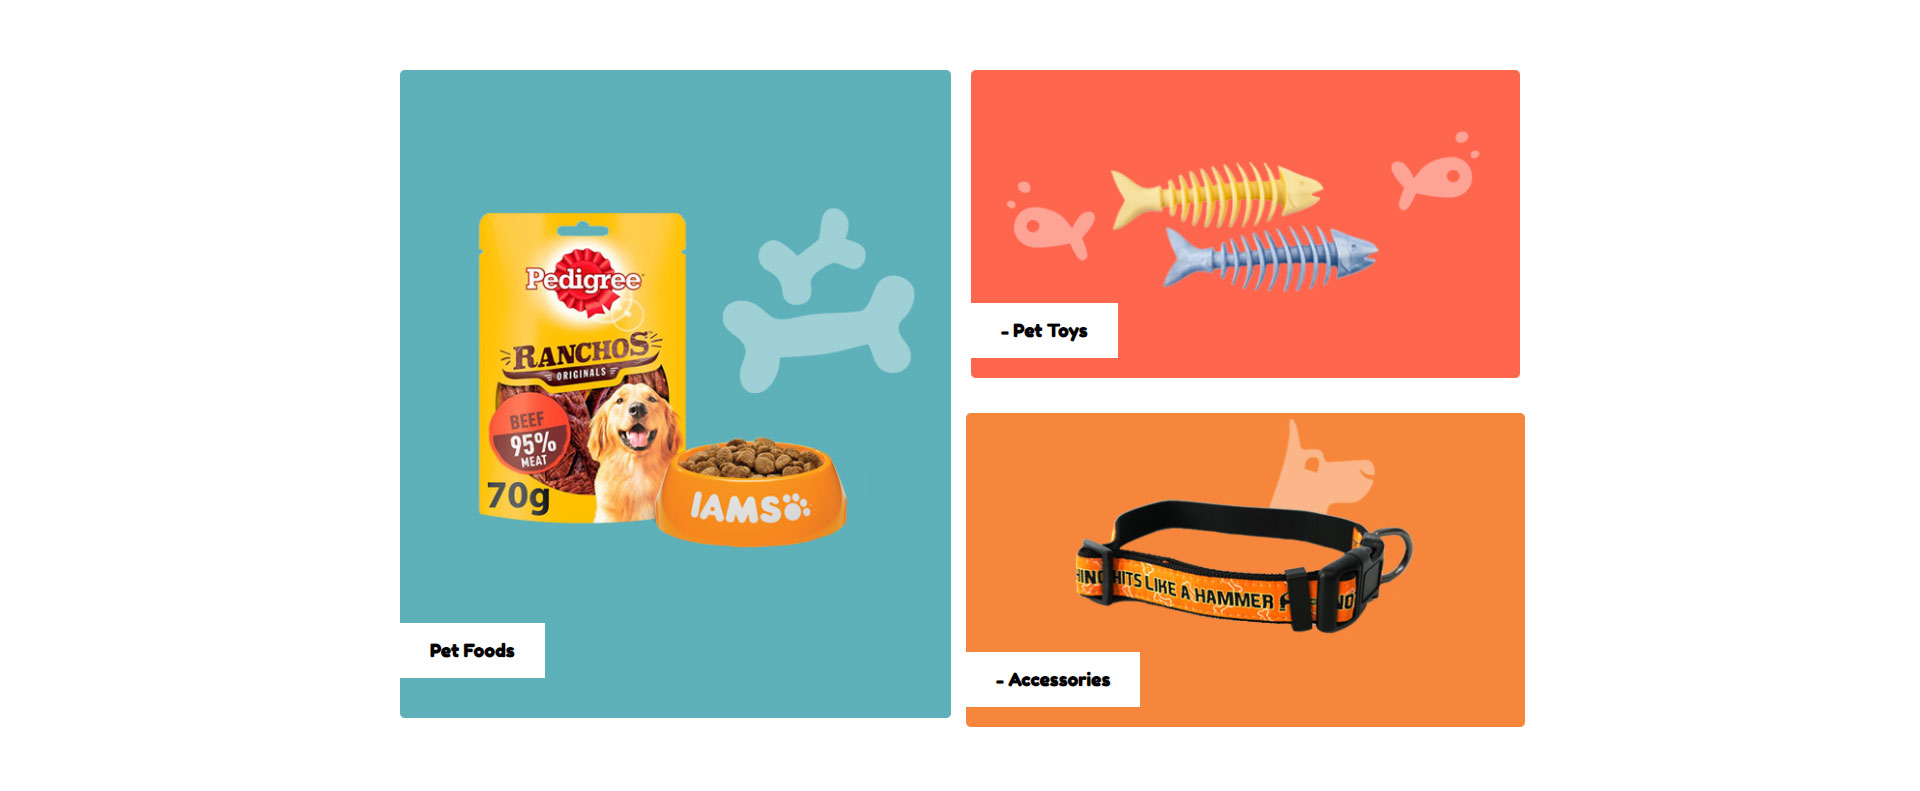 Pedigree
RANCHOS
ORIGINALS
BEEF
95%
MEAT
70g
IAMS
Pet Foods
- Pet Toys
HITS LIKE A HAMMER
- Accessories